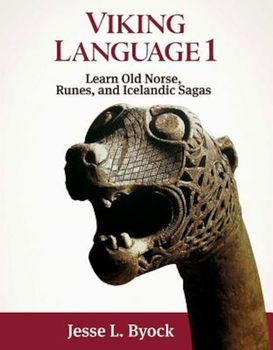 VIKING
LANGUAGE 1
Learn Old Norse,
Runes, and Icelandic Sagas
Jesse L. Byock